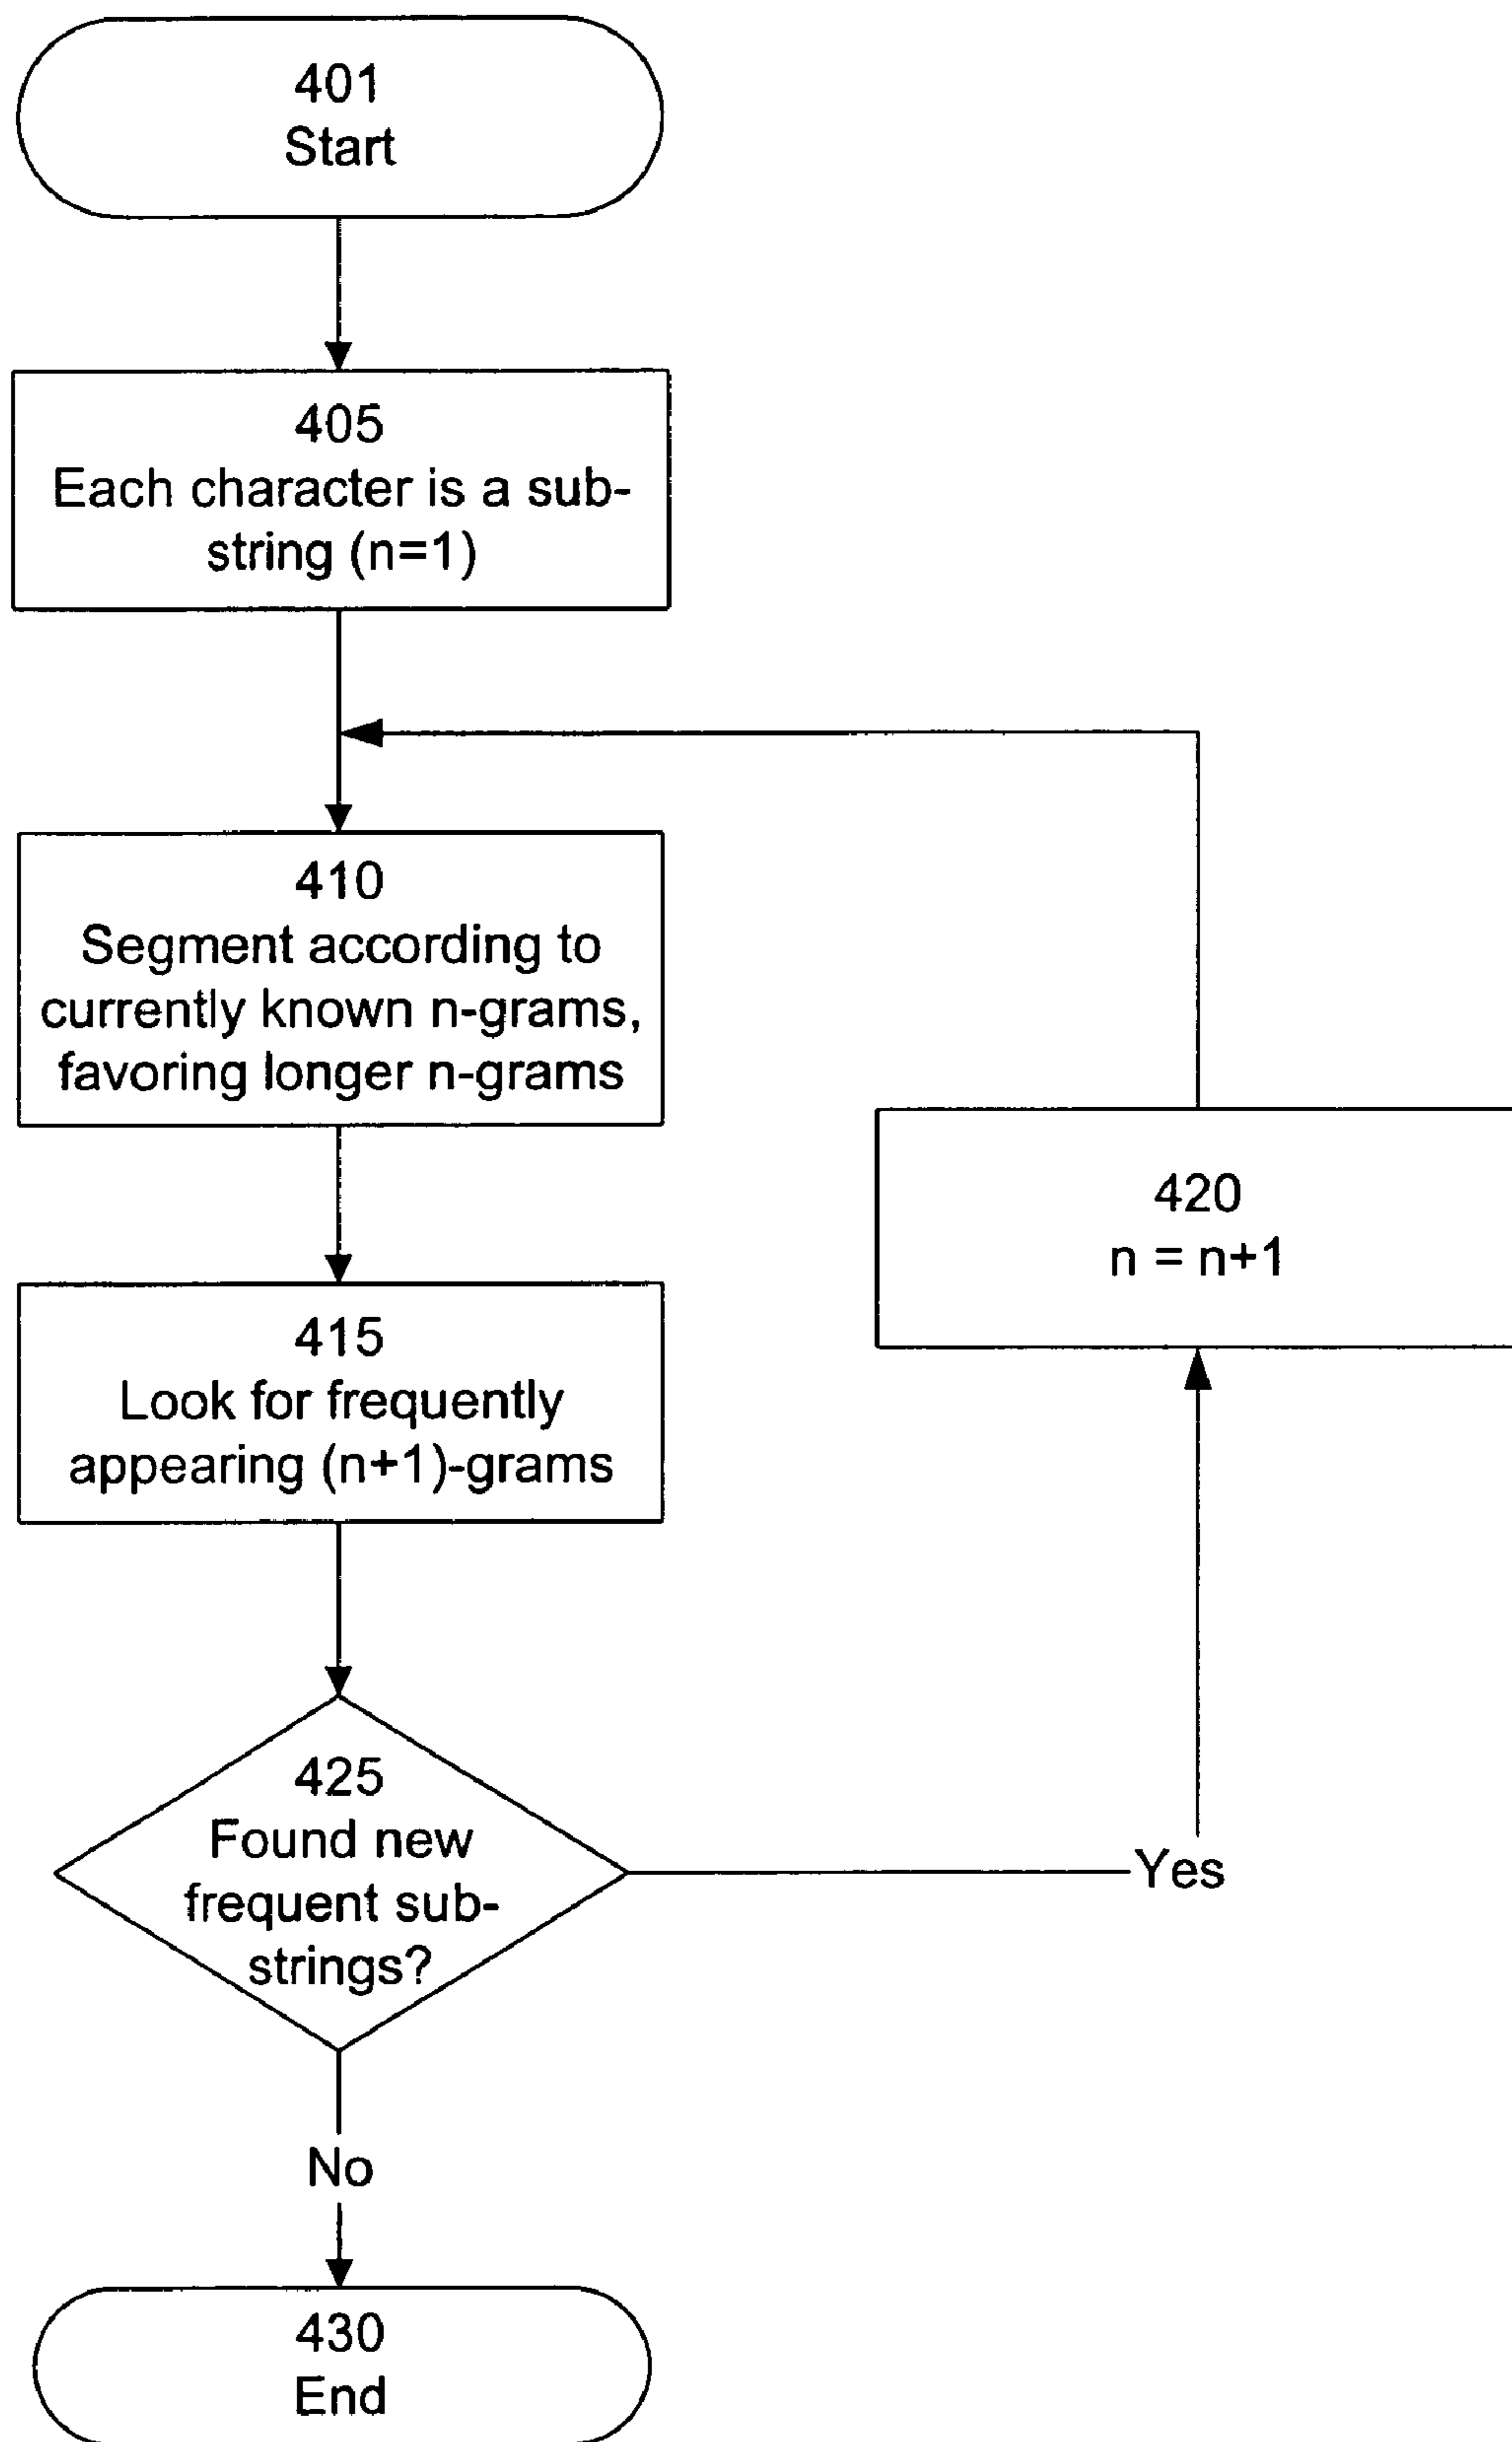 401
Start
405
Each character is a sub-
string (n=1)
410
Segment according to
currently known n-grams,
favoring longer n-grams
420
n = n+1
415
Look for frequently
appearing (n+1)-grams
425
Found new
frequent sub-
strings?
Yes
No
430
End